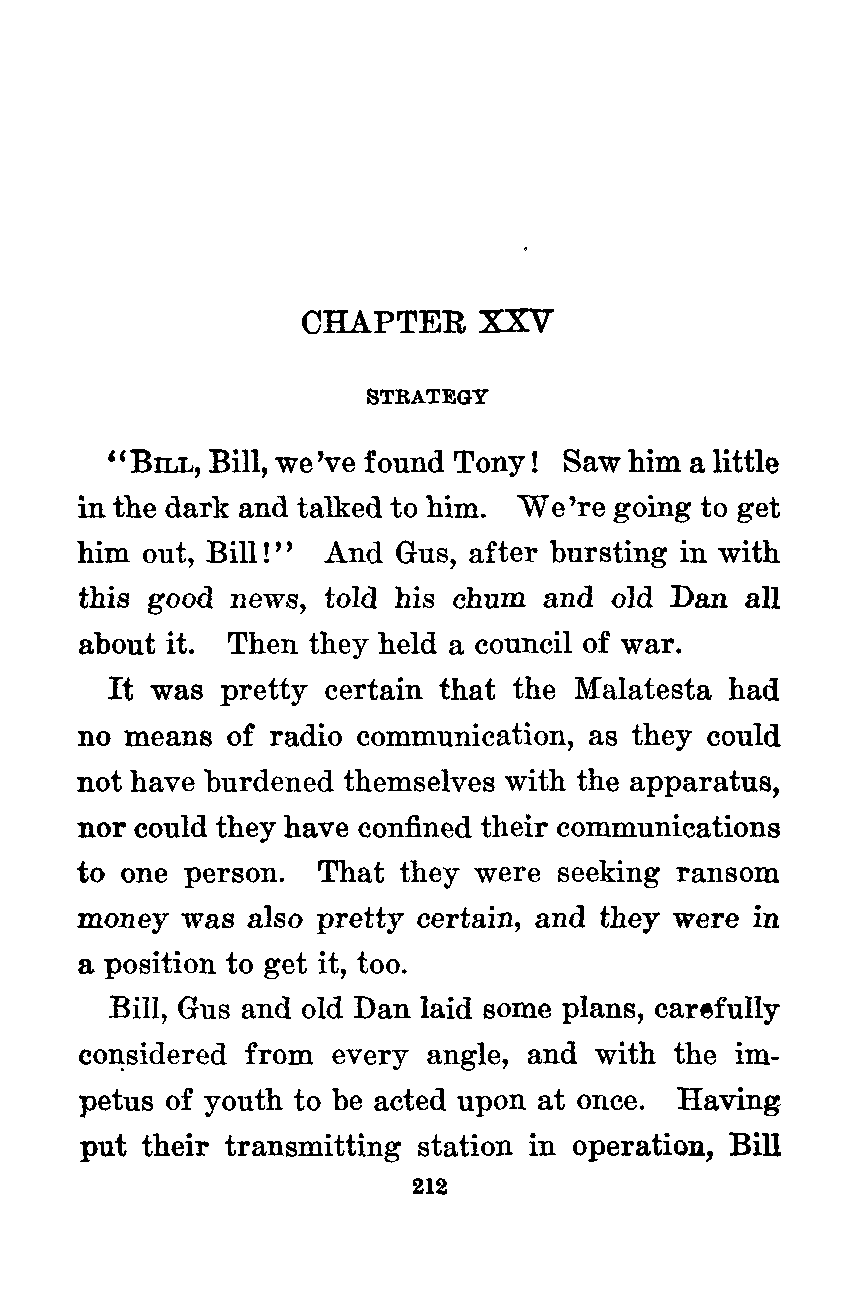 CHAPTER XXV
STRATEGY
“BILL, Bill, we’ve found Tony! Saw him a little
in the dark and talked to him. We’re going to get
him out, Bill!” And Gus, after bursting in with
this good news, told his chum and old Dan all
about it. Then they held a council of war.
It was pretty certain that the Malatesta had
no means of radio communication, as they could
not have burdened themselves with the apparatus,
nor could they have confined their communications
to one person. That they were seeking ransom
money was also pretty certain, and they were in
a position to get it, too.
Bill, Gus and old Dan laid some plans, carefully
considered from every angle, and with the im-
petus of youth to be acted upon at once. Having
put their transmitting station in operation, Bill
212